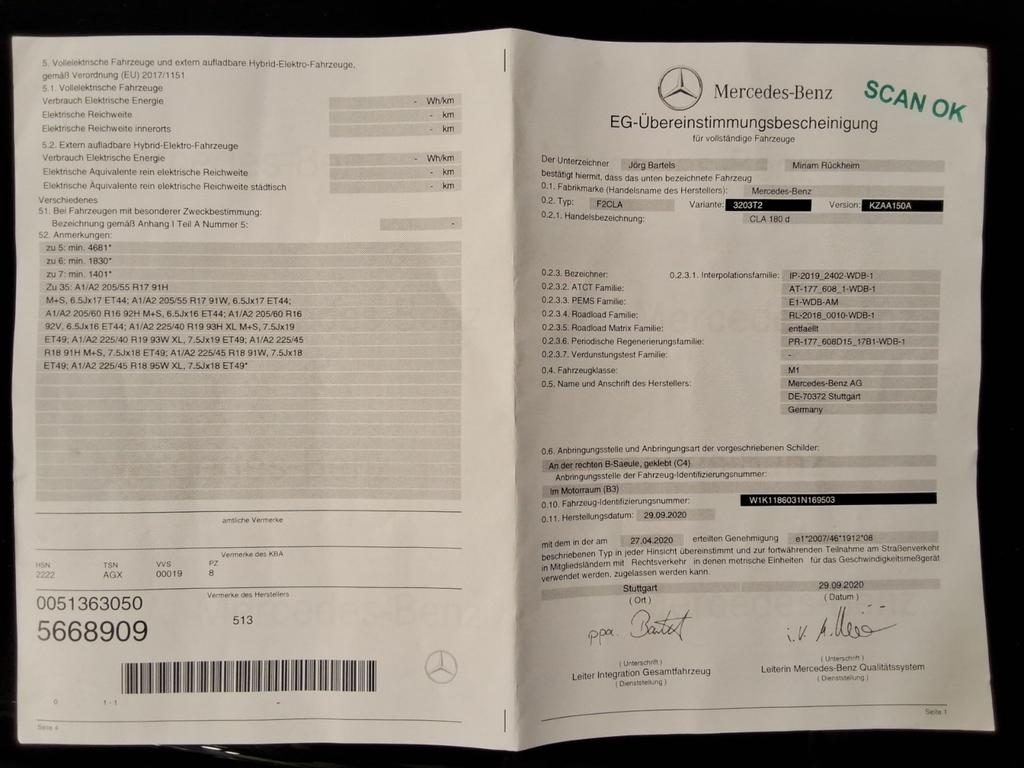 5. Vollelektrische Fahrzeuge und extern aufladbare Hybrid-Elektro-Fahrzeuge,
gemäß Verordnung (EU) 2017/1151
5.1. Vollelektrische Fahrzeuge
Verbrauch Elektrische Energie - Wh/km
Elektrische Reichweite - km
Elektrische Reichweite innerorts - km
5.2. Extern aufladbare Hybrid-Elektro-Fahrzeuge
Verbrauch Elektrische Energie - Wh/km
Elektrische Äquivalente rein elektrische Reichweite - km
Elektrische Äquivalente rein elektrische Reichweite städtisch - km
Verschiedenes
51. Bei Fahrzeugen mit besonderer Zweckbestimmung:
Bezeichnung gemäß Anhang I Teil A Nummer 5: -
52. Anmerkungen:
zu 5: min. 4681*
zu 6: min. 1830*
zu 7: min. 1401*
Zu 35: A1/A2 205/55 R17 91H
M+S, 6.5Jx17 ET44; A1/A2 205/55 R17 91W, 6.5Jx17 ET44;
A1/A2 205/60 R16 92H M+S, 6.5Jx16 ET44; A1/A2 205/60 R16
92V, 6.5Jx16 ET44; A1/A2 225/40 R19 93H XL M+S, 7.5Jx19
ET49; A1/A2 225/40 R19 93W XL, 7.5Jx19 ET49; A1/A2 225/45
R18 91H M+S, 7.5Jx18 ET49; A1/A2 225/45 R18 91W, 7.5Jx18
ET49; A1/A2 225/45 R18 95W XL, 7.5Jx18 ET49*
amtliche Vermerke
Vermerke des KBA
HSN TSN VVS PZ
2222 AGX 00019 8
Vermerke des Herstellers
0051363050
5668909 513
0 1 - 1 -
Seite 4
Mercedes-Benz
SCAN OK
EG-Übereinstimmungsbescheinigung
für vollständige Fahrzeuge
Der Unterzeichner Jörg Bartels Miriam Rückheim
bestätigt hiermit, dass das unten bezeichnete Fahrzeug
0.1. Fabrikmarke (Handelsname des Herstellers): Mercedes-Benz
0.2. Typ: F2CLA Variante: 3203T2 Version: KZAA150A
0.2.1. Handelsbezeichnung: CLA 180 d
0.2.3. Bezeichner: 0.2.3.1. Interpolationsfamilie: IP-2019_2402-WDB-1
0.2.3.2. ATCT Familie: AT-177_608_1-WDB-1
0.2.3.3. PEMS Familie: E1-WDB-AM
0.2.3.4. Roadload Familie: RL-2018_0010-WDB-1
0.2.3.5. Roadload Matrix Familie: entfaellt
0.2.3.6. Periodische Regenerierungsfamilie: PR-177_608D15_17B1-WDB-1
0.2.3.7. Verdunstungstest Familie: -
0.4. Fahrzeugklasse: M1
0.5. Name und Anschrift des Herstellers: Mercedes-Benz AG
DE-70372 Stuttgart
Germany
0.6. Anbringungsstelle und Anbringungsart der vorgeschriebenen Schilder:
An der rechten B-Saeule, geklebt (C4)
Anbringungsstelle der Fahrzeug-Identifizierungsnummer:
Im Motorraum (B3)
0.10. Fahrzeug-Identifizierungsnummer: W1K1186031N169503
0.11. Herstellungsdatum: 29.09.2020
mit dem in der am 27.04.2020 erteilten Genehmigung e1*2007/46*1912*08
beschriebenen Typ in jeder Hinsicht übereinstimmt und zur fortwährenden Teilnahme am Straßenverkehr
in Mitgliedsländern mit Rechtsverkehr in denen metrische Einheiten für das Geschwindigkeitsmeßgerät
verwendet werden, zugelassen werden kann.
Stuttgart 29.09.2020
( Ort ) ( Datum )
ppa. Bartels i.V.
( Unterschrift ) ( Unterschrift )
Leiter Integration Gesamtfahrzeug Leiterin Mercedes-Benz Qualitätssystem
( Dienststellung ) ( Dienststellung )
Seite 1